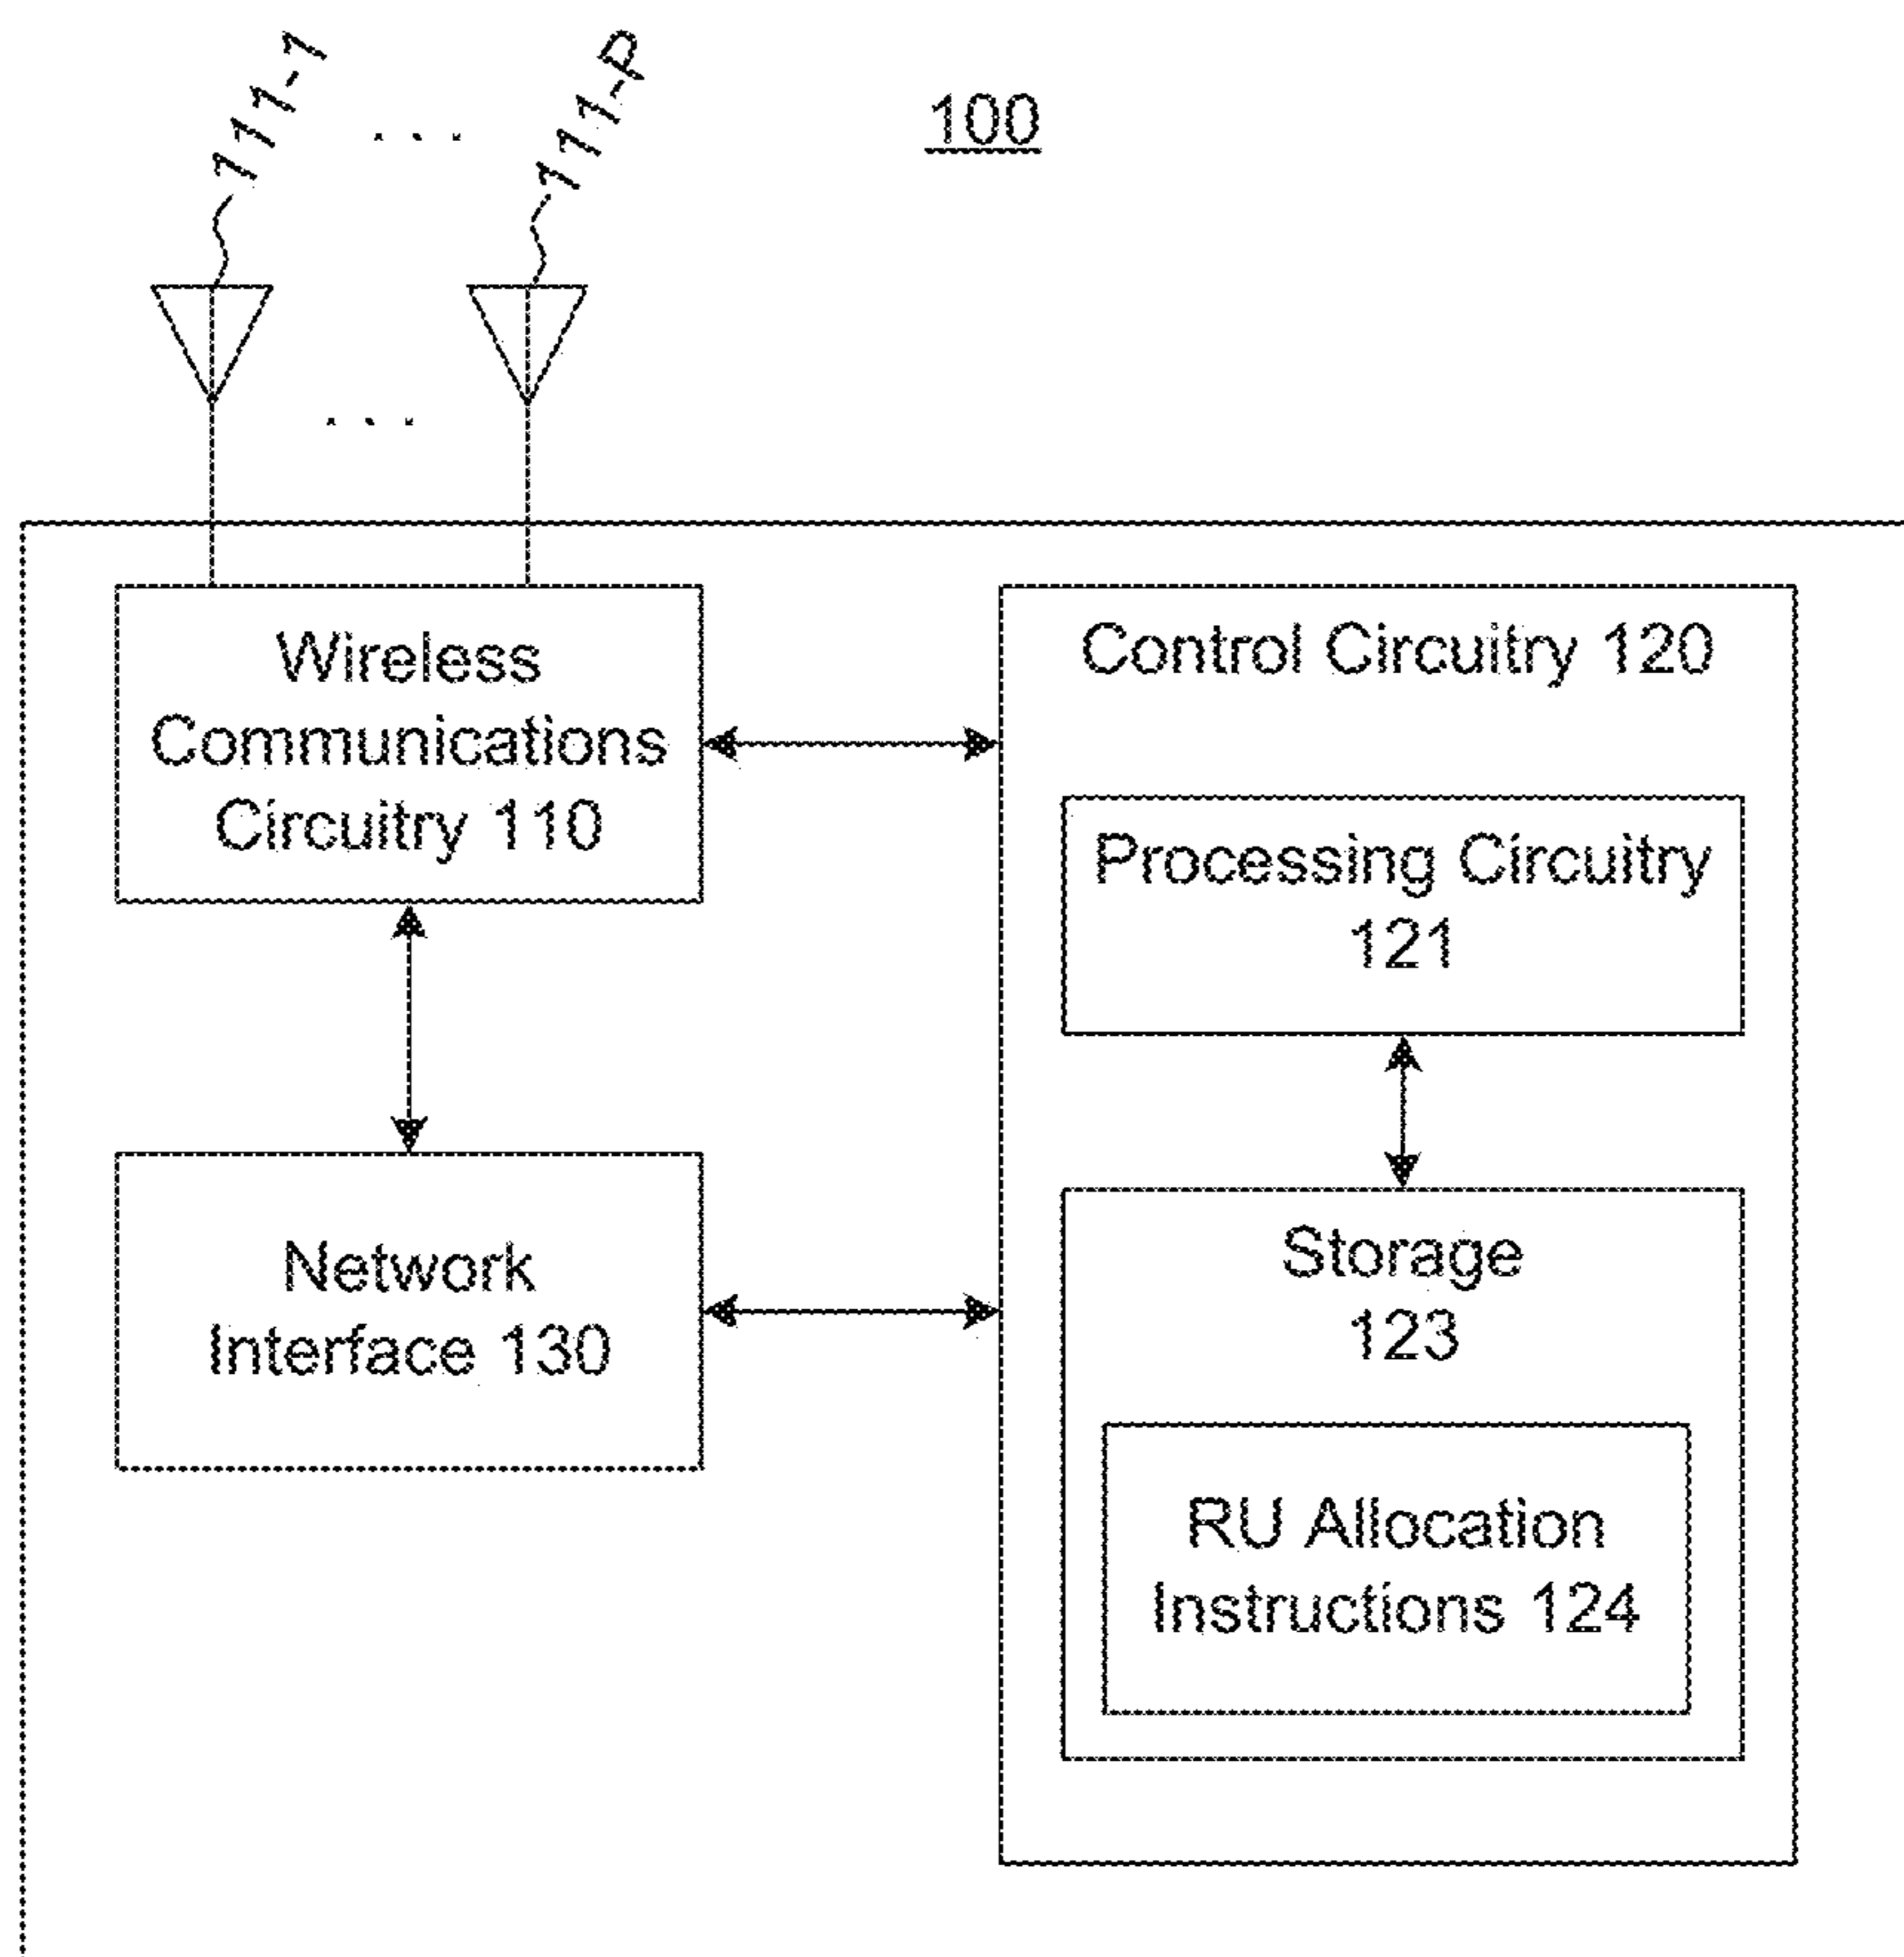 111-1
...
111-P
100
...
Wireless
Communications
Circuitry 110
Control Circuitry 120
Processing Circuitry
121
Network
Interface 130
Storage
123
RU Allocation
Instructions 124